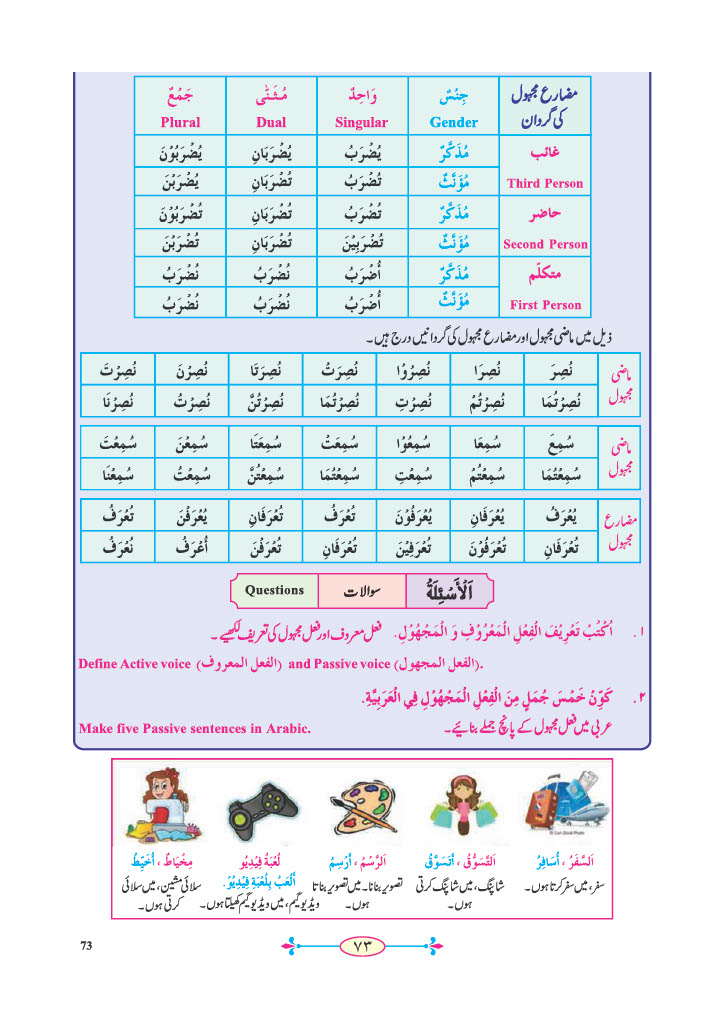 مضارع مجہول جِنْسٌ وَاحِدٌ مُثَنّٰى جَمْعٌ
کی گردان Gender Singular Dual Plural
غائب مُذَكَّرٌ يُضْرَبُ يُضْرَبَانِ يُضْرَبُوْنَ
Third Person مُؤَنَّثٌ تُضْرَبُ تُضْرَبَانِ يُضْرَبْنَ
حاضر مُذَكَّرٌ تُضْرَبُ تُضْرَبَانِ تُضْرَبُوْنَ
Second Person مُؤَنَّثٌ تُضْرَبِيْنَ تُضْرَبَانِ تُضْرَبْنَ
متکلّم مُذَكَّرٌ أُضْرَبُ نُضْرَبُ نُضْرَبُ
First Person مُؤَنَّثٌ أُضْرَبُ نُضْرَبُ نُضْرَبُ
ذیل میں ماضی مجہول اور مضارع مجہول کی گردانیں درج ہیں۔
ماضی نُصِرَ نُصِرَا نُصِرُوْا نُصِرَتْ نُصِرَتَا نُصِرْنَ نُصِرْتَ
مجہول نُصِرْتُمَا نُصِرْتُمْ نُصِرْتِ نُصِرْتُمَا نُصِرْتُنَّ نُصِرْتُ نُصِرْنَا
ماضی سُمِعَ سُمِعَا سُمِعُوْا سُمِعَتْ سُمِعَتَا سُمِعْنَ سُمِعْتَ
مجہول سُمِعْتُمَا سُمِعْتُمْ سُمِعْتِ سُمِعْتُمَا سُمِعْتُنَّ سُمِعْتُ سُمِعْنَا
مضارع يُعْرَفُ يُعْرَفَانِ يُعْرَفُوْنَ تُعْرَفُ تُعْرَفَانِ يُعْرَفْنَ تُعْرَفُ
مجہول تُعْرَفَانِ تُعْرَفُوْنَ تُعْرَفِيْنَ تُعْرَفَانِ تُعْرَفْنَ أُعْرَفُ نُعْرَفُ
اَلْأَسْئِلَةُ سوالات Questions
۱. اُكْتُبْ تَعْرِيْفَ الْفِعْلِ الْمَعْرُوْفِ وَ الْمَجْهُوْلِ. فعل معروف اور فعل مجہول کی تعریف لکھیے۔
Define Active voice (الفعل المعروف) and Passive voice (الفعل المجهول).
۲. كَوِّنْ خَمْسَ جُمَلٍ مِنَ الْفِعْلِ الْمَجْهُوْلِ فِي الْعَرَبِيَّةِ.
عربی میں فعل مجہول کے پانچ جملے بنائیے۔ Make five Passive sentences in Arabic.
© Can Stock Photo
اَلسَّفَرُ ، أُسَافِرُ
سفر، میں سفر کرتا ہوں۔
اَلتَّسَوُّقُ ، أَتَسَوَّقُ
شاپنگ، میں شاپنگ کرتی
ہوں۔
اَلرَّسْمُ ، أَرْسِمُ
تصویر بنانا۔ میں تصویر بناتا
ہوں۔
لُعْبَةُ فِيْدِيُو
أَلْعَبُ بِلُعْبَةِ فِيْدِيُوْ.
ویڈیو گیم، میں ویڈیو گیم کھیلتا ہوں۔
مِخْيَاطٌ ، أُخَيِّطُ
سلائی مشین، میں سلائی
کرتی ہوں۔
73 ۷۳